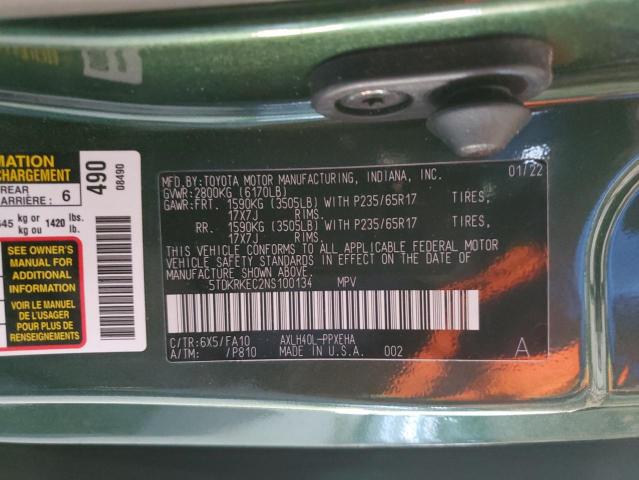 MATION
CHARGEMENT
REAR
ARRIÈRE : 6
645 kg or kg ou 1420 lbs. lb.
SEE OWNER'S
MANUAL FOR
ADDITIONAL
INFORMATION
VOIR LE MANUEL
DE L'USAGER
POUR PLUS DE
RENSEIGNEMENTS
490
08490
MFD.BY:TOYOTA MOTOR MANUFACTURING, INDIANA, INC. 01/22
GVWR:2800KG (6170LB)
GAWR:FRT. 1590KG (3505LB) WITH P235/65R17 TIRES,
17X7J RIMS.
RR. 1590KG (3505LB) WITH P235/65R17 TIRES,
17X7J RIMS.
THIS VEHICLE CONFORMS TO ALL APPLICABLE FEDERAL MOTOR
VEHICLE SAFETY STANDARDS IN EFFECT ON THE DATE OF
MANUFACTURE SHOWN ABOVE.
5TDKRKEC2NS100134 MPV
C/TR:6X5/FA10 AXLH40L-PPXEHA
A/TM: /P810 MADE IN U.S.A. 002 A